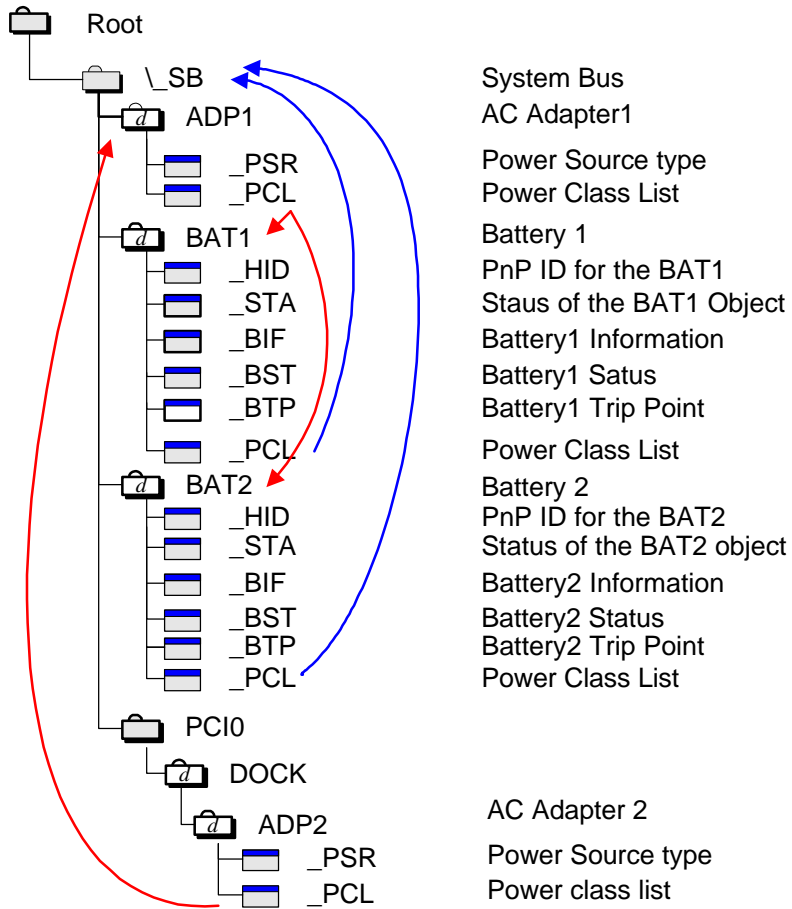 Root
\_SB System Bus
d ADP1 AC Adapter1
_PSR Power Source type
_PCL Power Class List
d BAT1 Battery 1
_HID PnP ID for the BAT1
_STA Staus of the BAT1 Object
_BIF Battery1 Information
_BST Battery1 Satus
_BTP Battery1 Trip Point
_PCL Power Class List
d BAT2 Battery 2
_HID PnP ID for the BAT2
_STA Status of the BAT2 object
_BIF Battery2 Information
_BST Battery2 Status
_BTP Battery2 Trip Point
_PCL Power Class List
PCI0
d DOCK
d ADP2 AC Adapter 2
_PSR Power Source type
_PCL Power class list